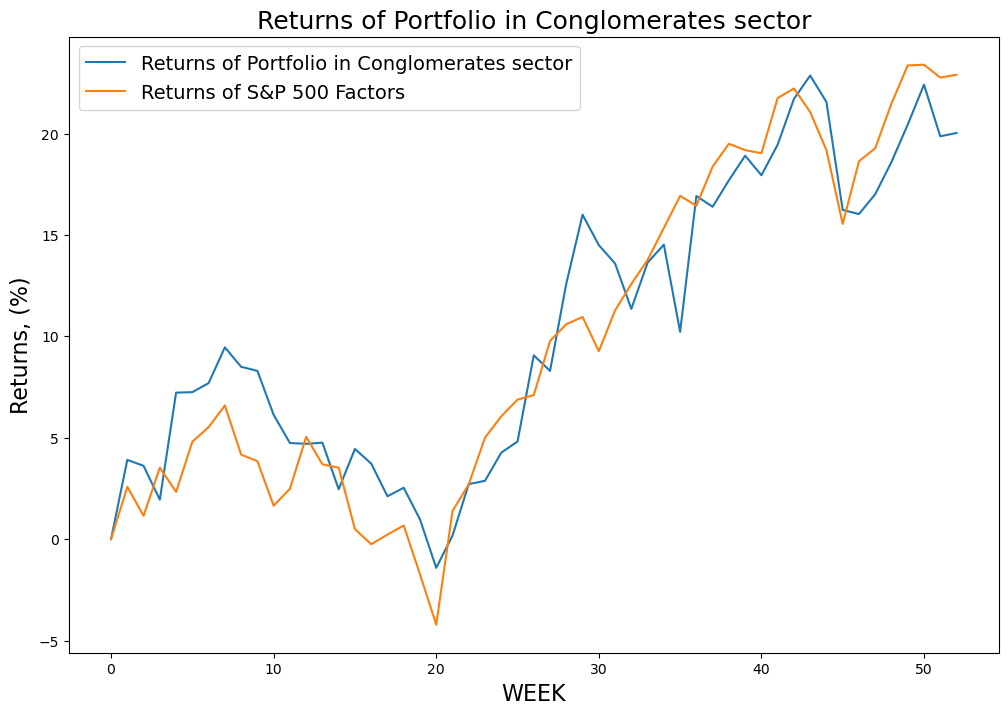 Returns of Portfolio in Conglomerates sector
Returns of Portfolio in Conglomerates sector
Returns of S&P 500 Factors
20
15
10
5
0
−5
Returns, (%)
0 10 20 30 40 50
WEEK